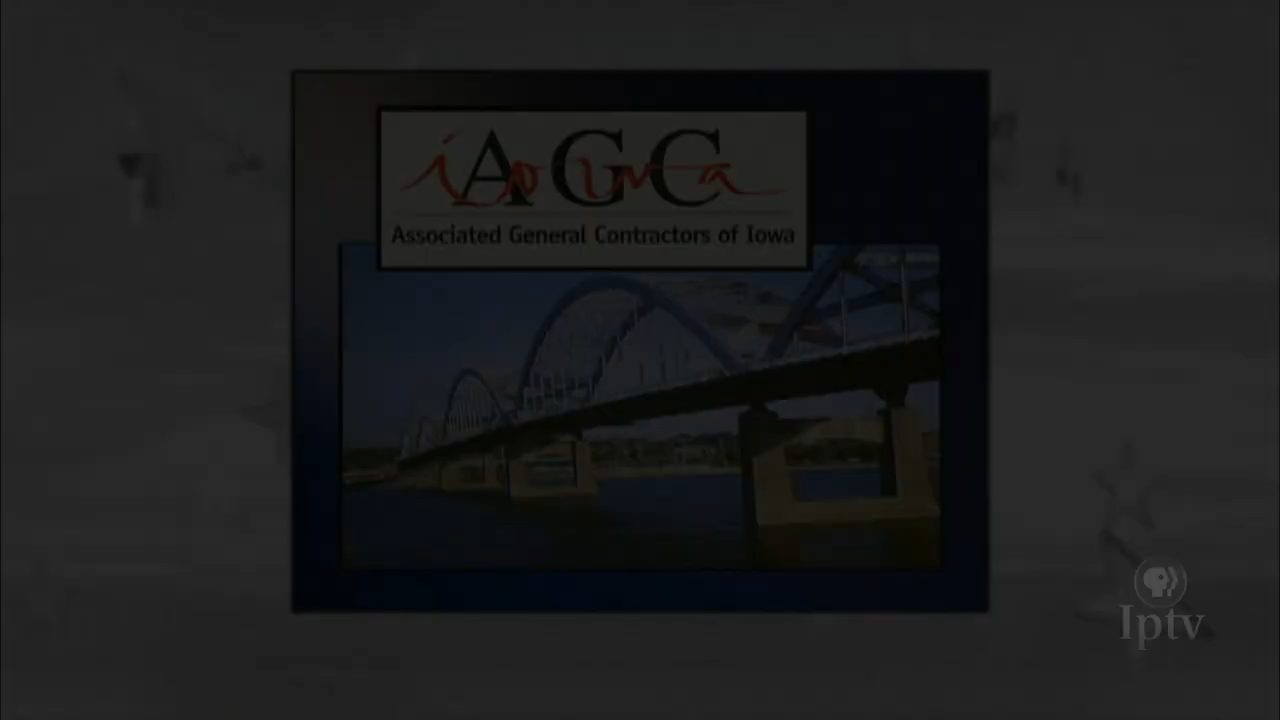 AGC
iowa
Associated General Contractors of Iowa
Iptv